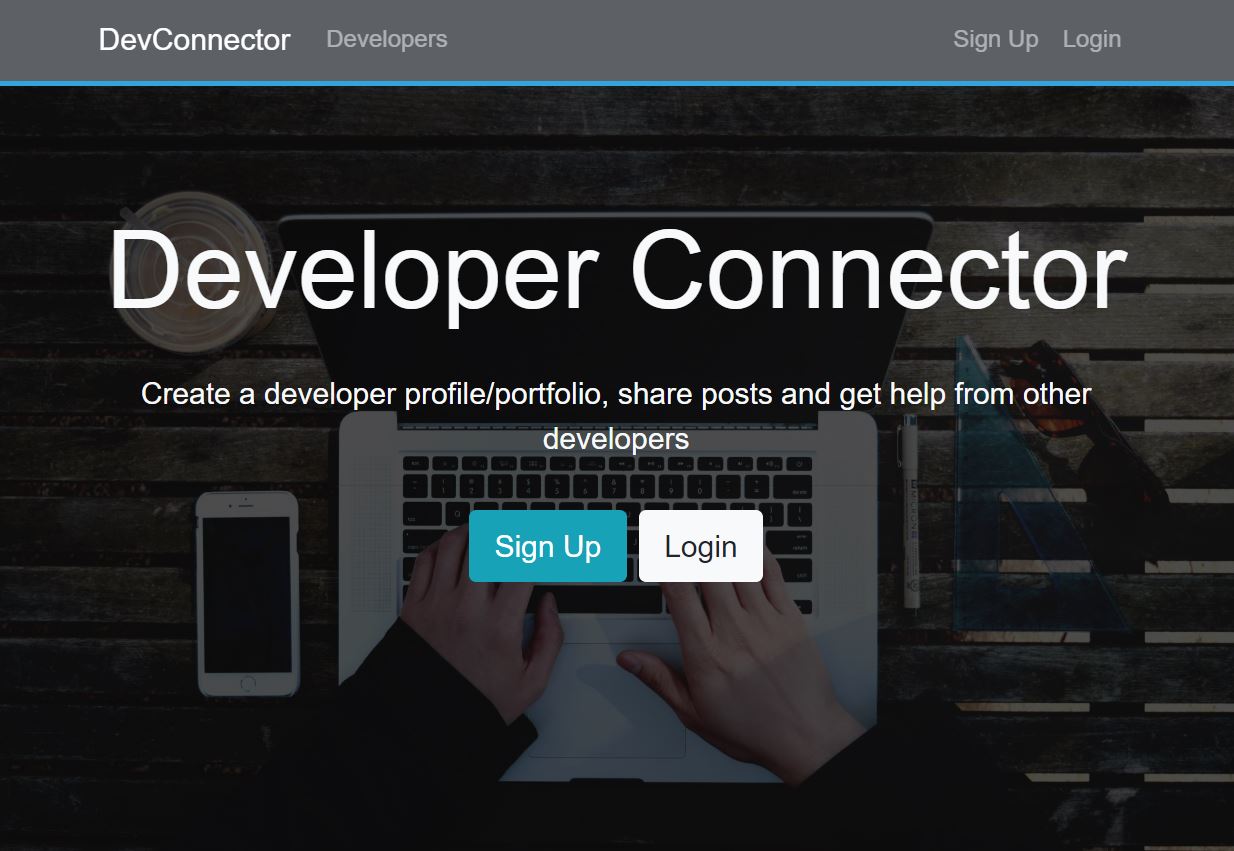 DevConnector Developers Sign Up Login
Developer Connector
Create a developer profile/portfolio, share posts and get help from other
developers
Sign Up Login